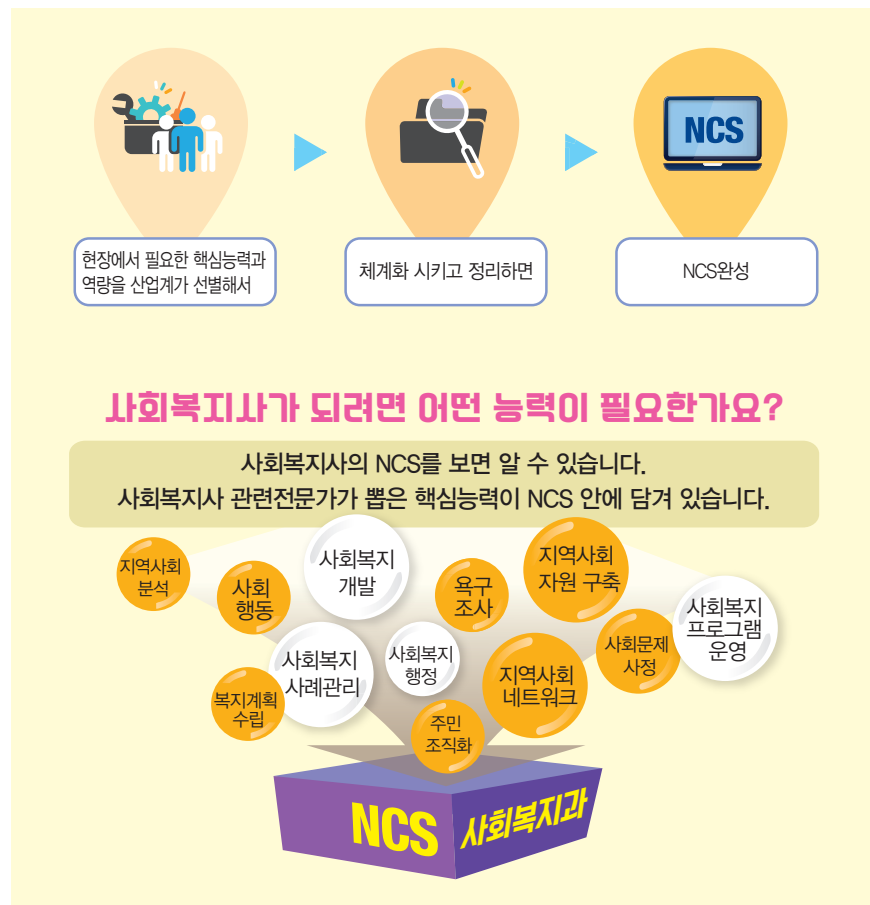 NCS
현장에서 필요한 핵심능력과
역량을 산업계가 선별해서
체계화 시키고 정리하면
NCS완성
사회복지사가 되려면 어떤 능력이 필요한가요?
사회복지사의 NCS를 보면 알 수 있습니다.
사회복지사 관련전문가가 뽑은 핵심능력이 NCS 안에 담겨 있습니다.
지역사회
분석
사회
행동
사회복지
개발
욕구
조사
지역사회
자원 구축
사회복지
프로그램
운영
사회문제
사정
사회복지
사례관리
사회복지
행정
지역사회
네트워크
복지계획
수립
주민
조직화
NCS
사회복지과